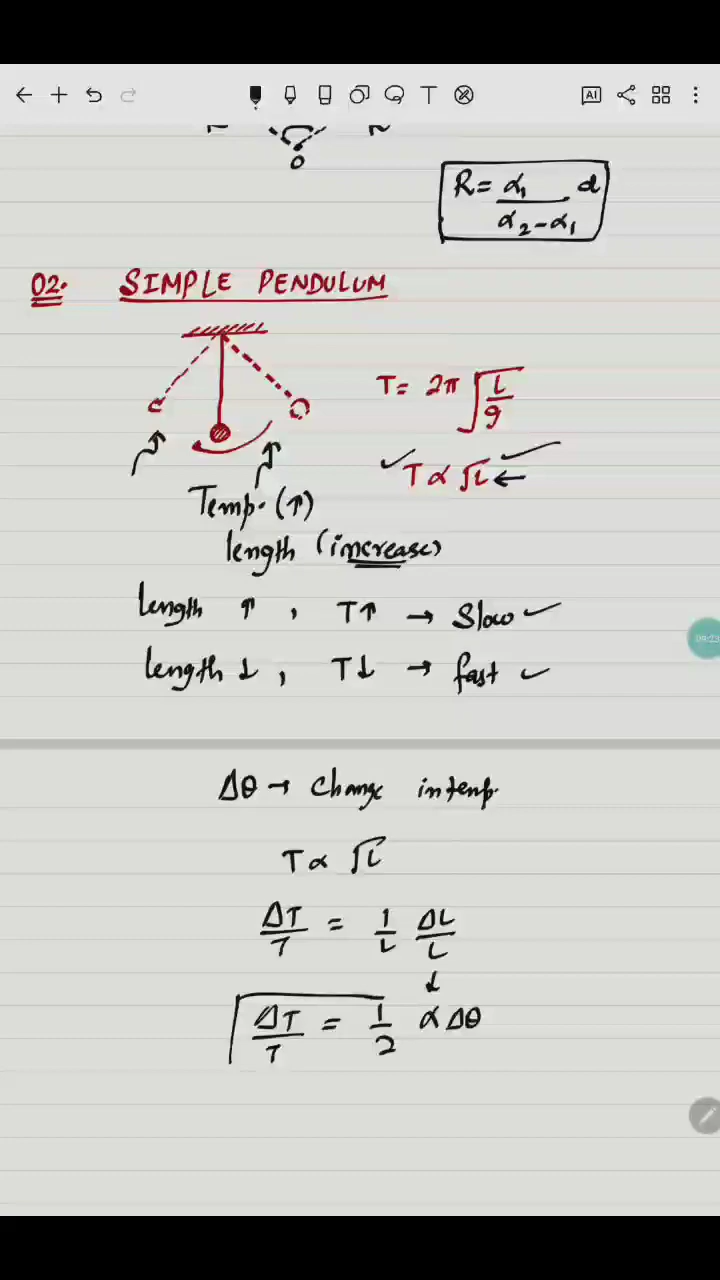 AI
R = α₁ d / α₂-α₁
02. SIMPLE PENDULUM
T = 2π √L/g
T α √L ←
Temp. (↑)
length (increase)
length ↑ , T↑ → Slow
length ↓ , T↓ → fast
Δθ → Change in temp.
T α √L
ΔT/T = 1/L ΔL/L
↓
ΔT/T = 1/2 α Δθ